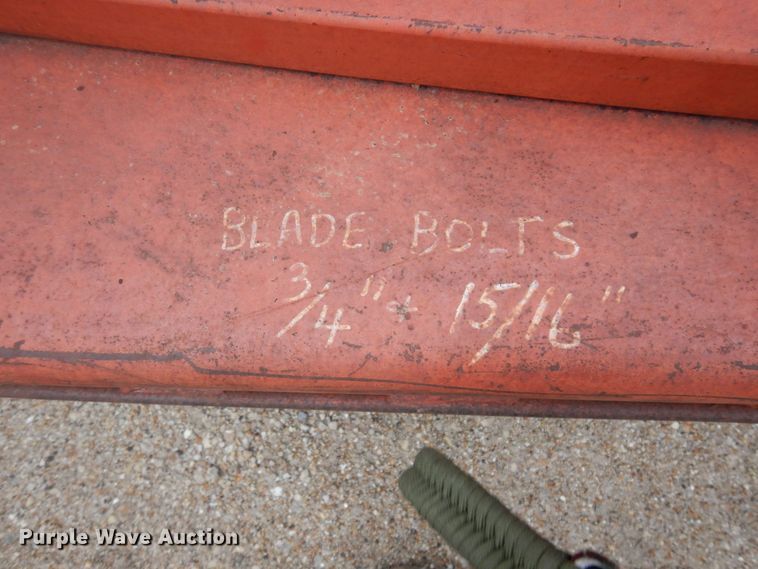 BLADE BOLTS
3/4" + 15/16"
Purple Wave Auction